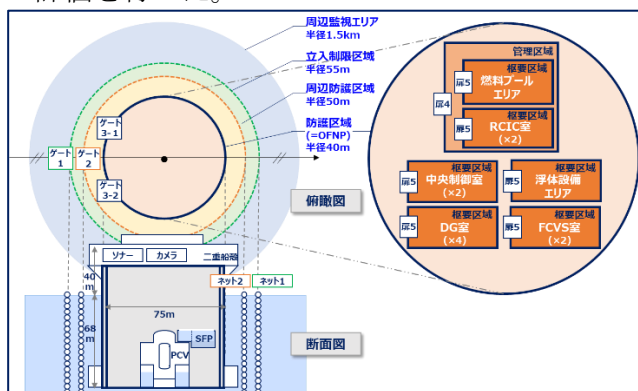 周辺監視エリア
半径1.5km
立入制限区域
半径55m
周辺防護区域
半径50m
防護区域
(=OFNP)
半径40m
ゲート
1
ゲート
2
ゲート
3-1
ゲート
3-2
俯瞰図
管理区域
枢要区域
扉5
燃料プール
エリア
扉4
枢要区域
扉5
RCIC室
(×2)
枢要区域
扉5
中央制御室
(×2)
枢要区域
扉5
浮体設備
エリア
枢要区域
扉5
DG室
(×4)
枢要区域
扉5
FCVS室
(×2)
ソナー
カメラ
二重船殻
ネット2
ネット1
40
m
75m
68
m
SFP
PCV
断面図